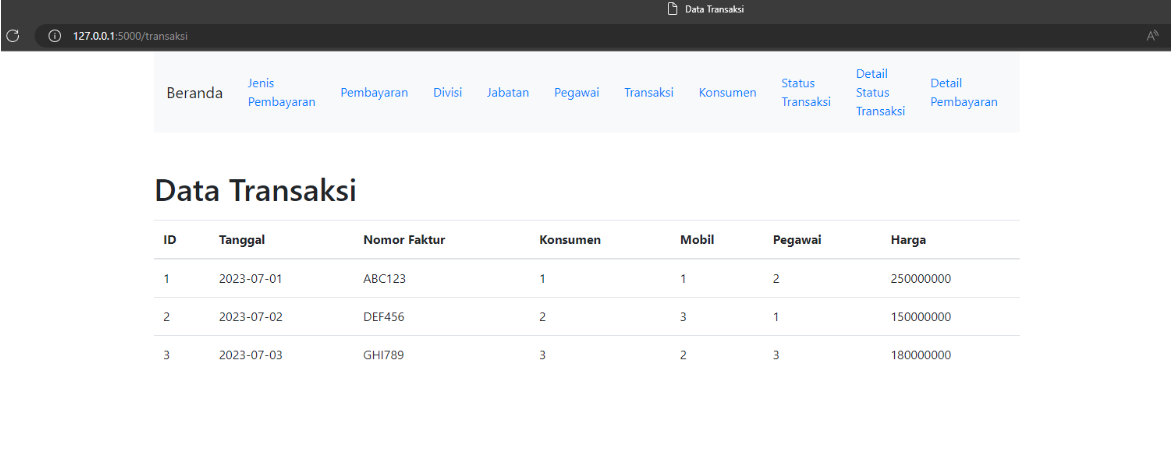 Data Transaksi
127.0.0.1:5000/transaksi
Beranda
Jenis
Pembayaran
Pembayaran
Divisi
Jabatan
Pegawai
Transaksi
Konsumen
Status
Transaksi
Detail
Status
Transaksi
Detail
Pembayaran
Data Transaksi
ID Tanggal Nomor Faktur Konsumen Mobil Pegawai Harga
1 2023-07-01 ABC123 1 1 2 250000000
2 2023-07-02 DEF456 2 3 1 150000000
3 2023-07-03 GHI789 3 2 3 180000000